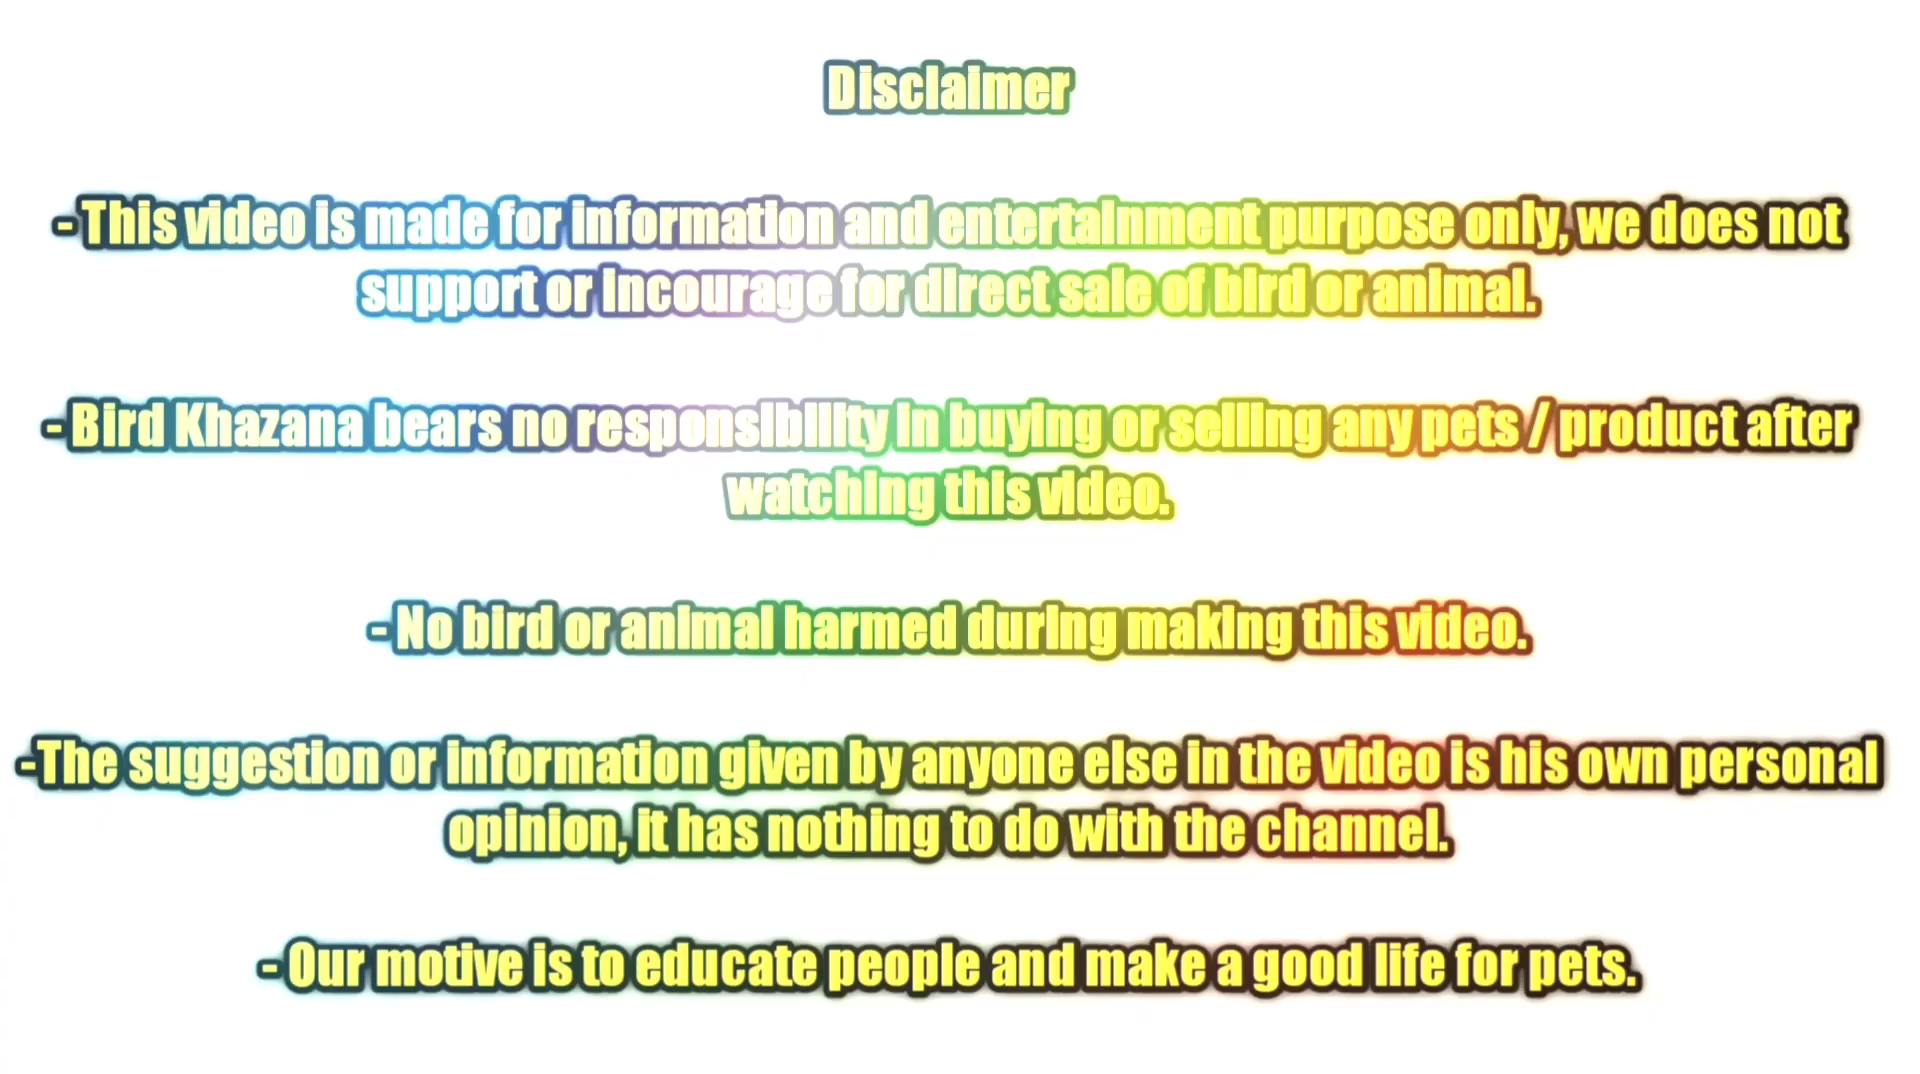 Disclaimer
- This video is made for information and entertainment purpose only, we does not
support or incourage for direct sale of bird or animal.
- Bird Khazana bears no responsibility in buying or selling any pets / product after
watching this video.
- No bird or animal harmed during making this video.
-The suggestion or information given by anyone else in the video is his own personal
opinion, it has nothing to do with the channel.
- Our motive is to educate people and make a good life for pets.